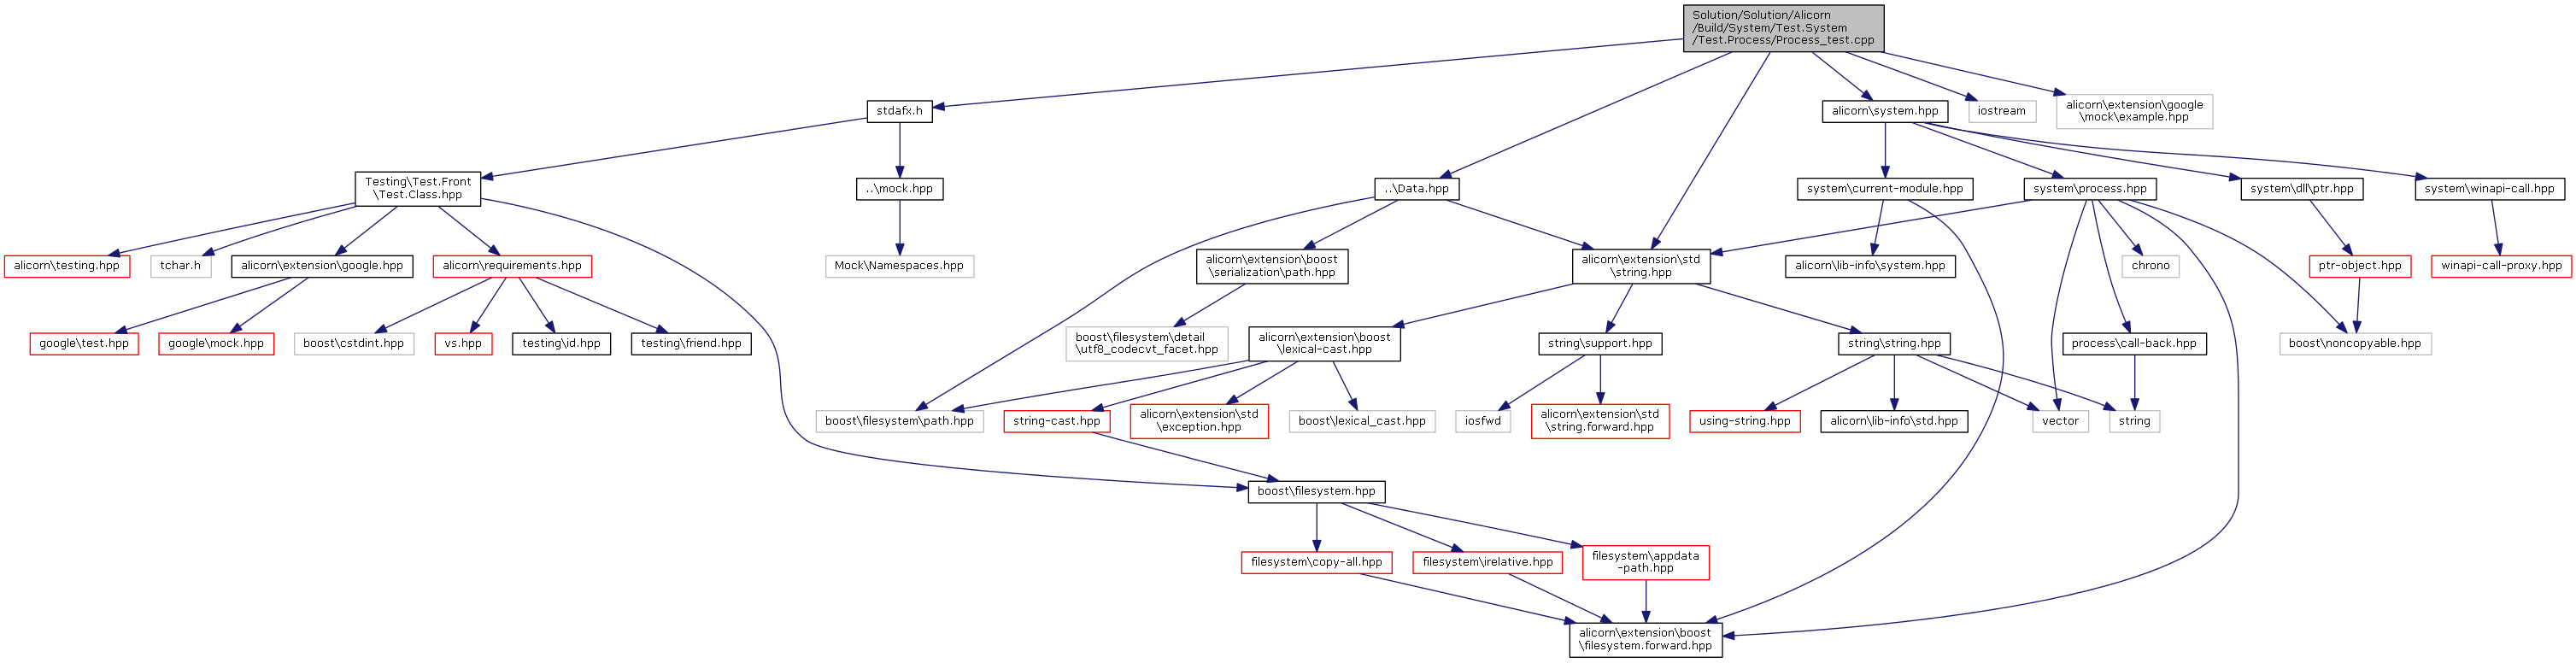 Solution/Solution/Alicorn
/Build/System/Test.System
/Test.Process/Process_test.cpp
stdafx.h
alicorn\system.hpp
iostream
alicorn\extension\google
\mock\example.hpp
Testing\Test.Front
\Test.Class.hpp
..\mock.hpp
..\Data.hpp
system\current-module.hpp
system\process.hpp
system\dll\ptr.hpp
system\winapi-call.hpp
alicorn\testing.hpp
tchar.h
alicorn\extension\google.hpp
alicorn\requirements.hpp
Mock\Namespaces.hpp
alicorn\extension\boost
\serialization\path.hpp
alicorn\extension\std
\string.hpp
alicorn\lib-info\system.hpp
chrono
ptr-object.hpp
winapi-call-proxy.hpp
google\test.hpp
google\mock.hpp
boost\cstdint.hpp
vs.hpp
testing\id.hpp
testing\friend.hpp
boost\filesystem\detail
\utf8_codecvt_facet.hpp
alicorn\extension\boost
\lexical-cast.hpp
string\support.hpp
string\string.hpp
process\call-back.hpp
boost\noncopyable.hpp
boost\filesystem\path.hpp
string-cast.hpp
alicorn\extension\std
\exception.hpp
boost\lexical_cast.hpp
iosfwd
alicorn\extension\std
\string.forward.hpp
using-string.hpp
alicorn\lib-info\std.hpp
vector
string
boost\filesystem.hpp
filesystem\copy-all.hpp
filesystem\irelative.hpp
filesystem\appdata
-path.hpp
alicorn\extension\boost
\filesystem.forward.hpp